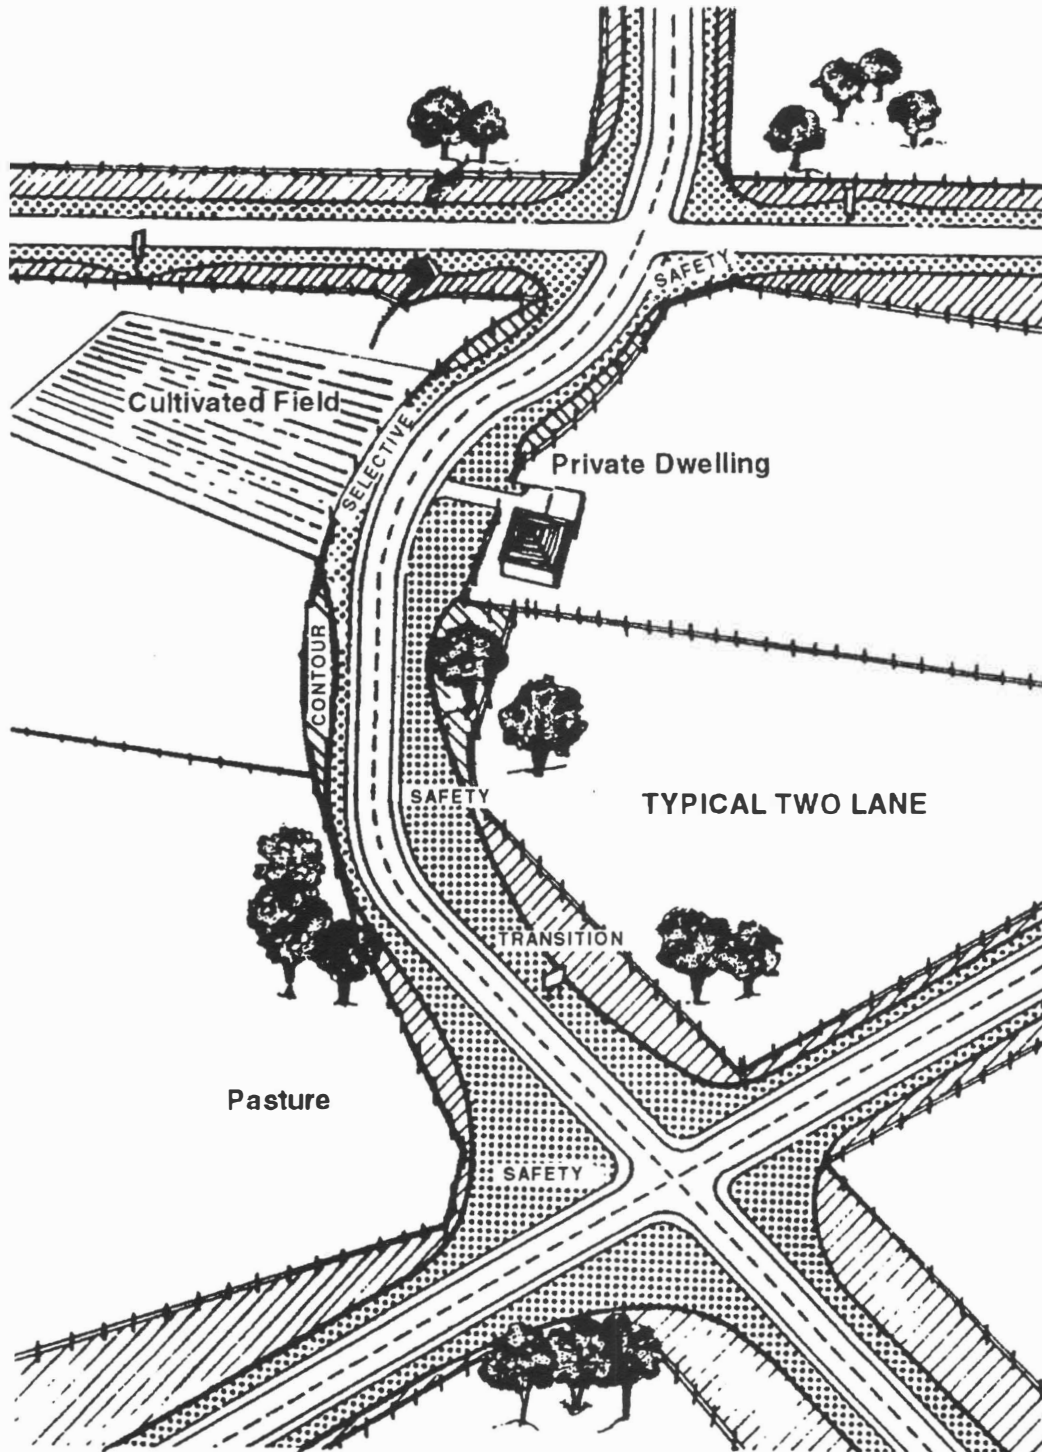 SAFETY
Cultivated Field
SELECTIVE
Private Dwelling
CONTOUR
SAFETY
TYPICAL TWO LANE
TRANSITION
Pasture
SAFETY